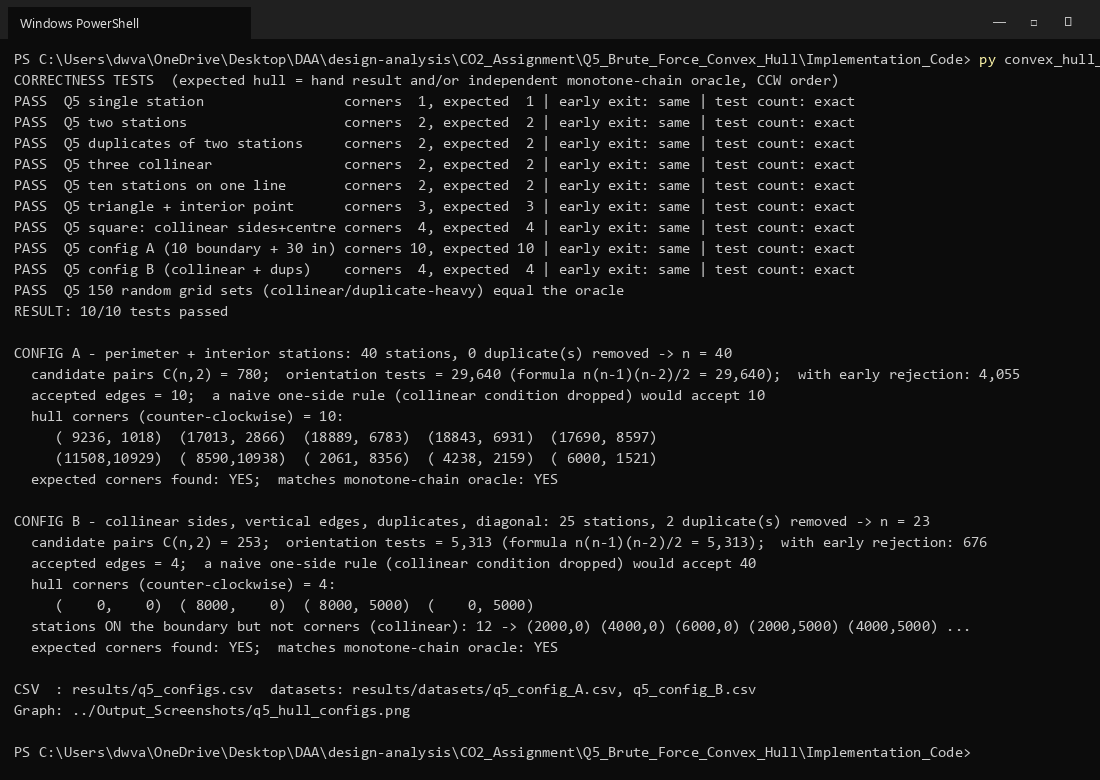 Windows PowerShell
PS C:\Users\dwva\OneDrive\Desktop\DAA\design-analysis\CO2_Assignment\Q5_Brute_Force_Convex_Hull\Implementation_Code> py convex_hull_
CORRECTNESS TESTS  (expected hull = hand result and/or independent monotone-chain oracle, CCW order)
PASS  Q5 single station                 corners  1, expected  1 | early exit: same | test count: exact
PASS  Q5 two stations                   corners  2, expected  2 | early exit: same | test count: exact
PASS  Q5 duplicates of two stations     corners  2, expected  2 | early exit: same | test count: exact
PASS  Q5 three collinear                corners  2, expected  2 | early exit: same | test count: exact
PASS  Q5 ten stations on one line       corners  2, expected  2 | early exit: same | test count: exact
PASS  Q5 triangle + interior point      corners  3, expected  3 | early exit: same | test count: exact
PASS  Q5 square: collinear sides+centre corners  4, expected  4 | early exit: same | test count: exact
PASS  Q5 config A (10 boundary + 30 in) corners 10, expected 10 | early exit: same | test count: exact
PASS  Q5 config B (collinear + dups)    corners  4, expected  4 | early exit: same | test count: exact
PASS  Q5 150 random grid sets (collinear/duplicate-heavy) equal the oracle
RESULT: 10/10 tests passed
CONFIG A - perimeter + interior stations: 40 stations, 0 duplicate(s) removed -> n = 40
  candidate pairs C(n,2) = 780;  orientation tests = 29,640 (formula n(n-1)(n-2)/2 = 29,640);  with early rejection: 4,055
  accepted edges = 10;  a naive one-side rule (collinear condition dropped) would accept 10
  hull corners (counter-clockwise) = 10:
     ( 9236, 1018)  (17013, 2866)  (18889, 6783)  (18843, 6931)  (17690, 8597)
     (11508,10929)  ( 8590,10938)  ( 2061, 8356)  ( 4238, 2159)  ( 6000, 1521)
  expected corners found: YES;  matches monotone-chain oracle: YES
CONFIG B - collinear sides, vertical edges, duplicates, diagonal: 25 stations, 2 duplicate(s) removed -> n = 23
  candidate pairs C(n,2) = 253;  orientation tests = 5,313 (formula n(n-1)(n-2)/2 = 5,313);  with early rejection: 676
  accepted edges = 4;  a naive one-side rule (collinear condition dropped) would accept 40
  hull corners (counter-clockwise) = 4:
     (    0,    0)  ( 8000,    0)  ( 8000, 5000)  (    0, 5000)
  stations ON the boundary but not corners (collinear): 12 -> (2000,0) (4000,0) (6000,0) (2000,5000) (4000,5000) ...
  expected corners found: YES;  matches monotone-chain oracle: YES
CSV  : results/q5_configs.csv  datasets: results/datasets/q5_config_A.csv, q5_config_B.csv
Graph: ../Output_Screenshots/q5_hull_configs.png
PS C:\Users\dwva\OneDrive\Desktop\DAA\design-analysis\CO2_Assignment\Q5_Brute_Force_Convex_Hull\Implementation_Code>